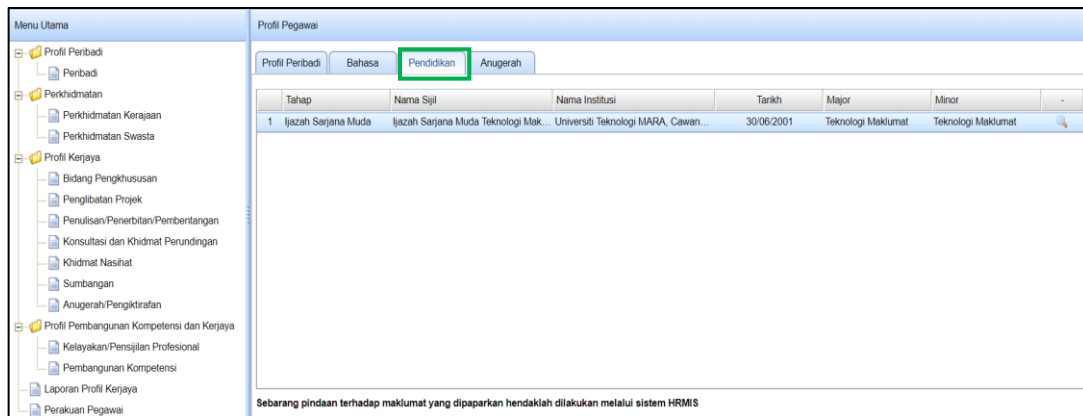 Menu Utama
Profil Peribadi
Peribadi
Perkhidmatan
Perkhidmatan Kerajaan
Perkhidmatan Swasta
Profil Kerjaya
Bidang Pengkhususan
Penglibatan Projek
Penulisan/Penerbitan/Pembentangan
Konsultasi dan Khidmat Perundingan
Khidmat Nasihat
Sumbangan
Anugerah/Pengiktirafan
Profil Pembangunan Kompetensi dan Kerjaya
Kelayakan/Pensijilan Profesional
Pembangunan Kompetensi
Laporan Profil Kerjaya
Perakuan Pegawai
Profil Pegawai
Profil Peribadi Bahasa Pendidikan Anugerah
Tahap Nama Sijil Nama Institusi Tarikh Major Minor -
1 Ijazah Sarjana Muda Ijazah Sarjana Muda Teknologi Mak... Universiti Teknologi MARA, Cawan... 30/06/2001 Teknologi Maklumat Teknologi Maklumat
Sebarang pindaan terhadap maklumat yang dipaparkan hendaklah dilakukan melalui sistem HRMIS